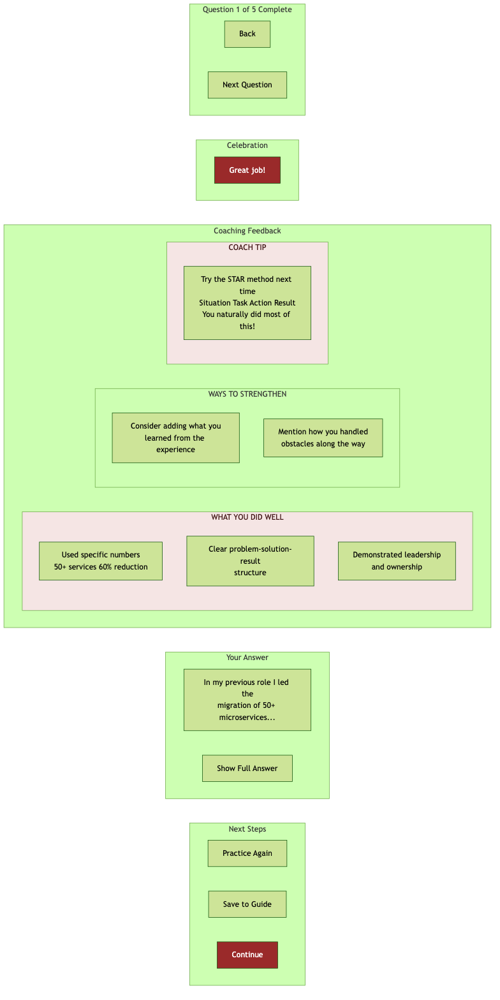 Question 1 of 5 Complete
Back
Next Question
Celebration
Great job!
Coaching Feedback
COACH TIP
Try the STAR method next
time
Situation Task Action Result
You naturally did most of
this!
WAYS TO STRENGTHEN
Consider adding what you
learned from the
experience
Mention how you handled
obstacles along the way
WHAT YOU DID WELL
Used specific numbers
50+ services 60% reduction
Clear problem-solution-
result
structure
Demonstrated leadership
and ownership
Your Answer
In my previous role I led
the
migration of 50+
microservices...
Show Full Answer
Next Steps
Practice Again
Save to Guide
Continue